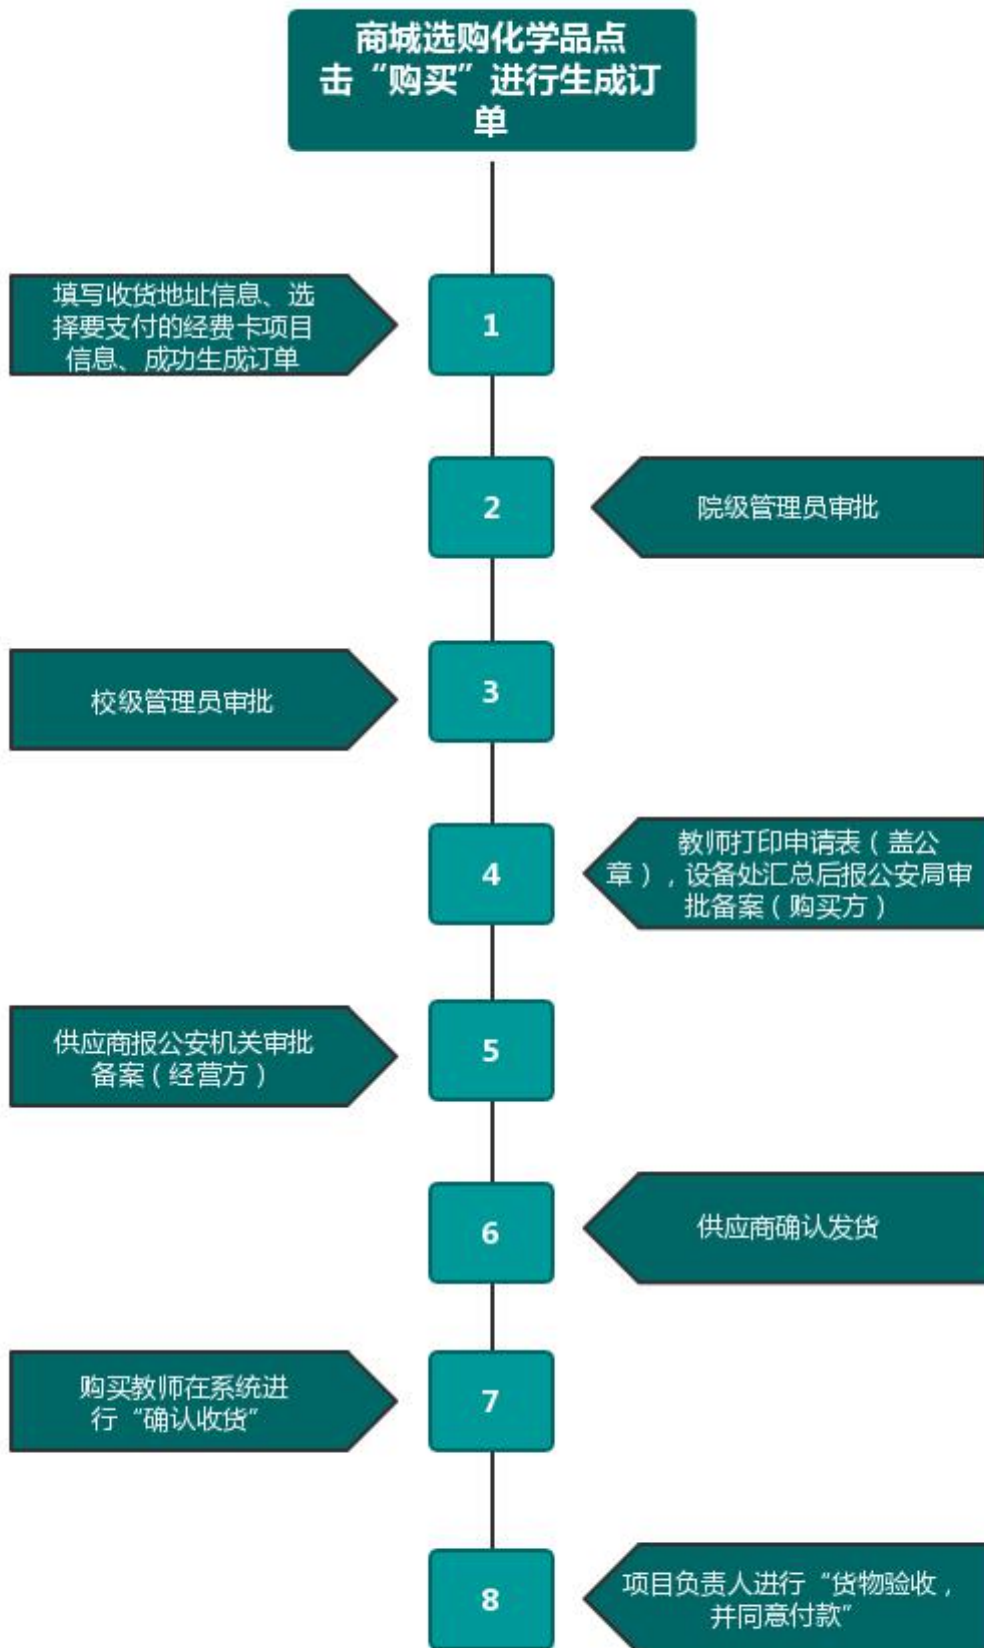 商城选购化学品点
击“购买”进行生成订
单
填写收货地址信息、选
择要支付的经费卡项目
信息、成功生成订单
1
2
院级管理员审批
校级管理员审批
3
4
教师打印申请表（盖公
章），设备处汇总后报公安局审
批备案（购买方）
供应商报公安机关审批
备案（经营方）
5
6
供应商确认发货
购买教师在系统进
行“确认收货”
7
8
项目负责人进行“货物验收，
并同意付款”